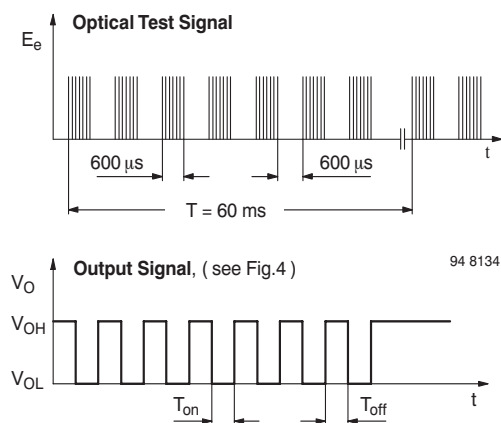 Optical Test Signal
Ee
600 µs
600 µs
t
T = 60 ms
Output Signal, ( see Fig.4 )
94 8134
VO
VOH
VOL
Ton
Toff
t